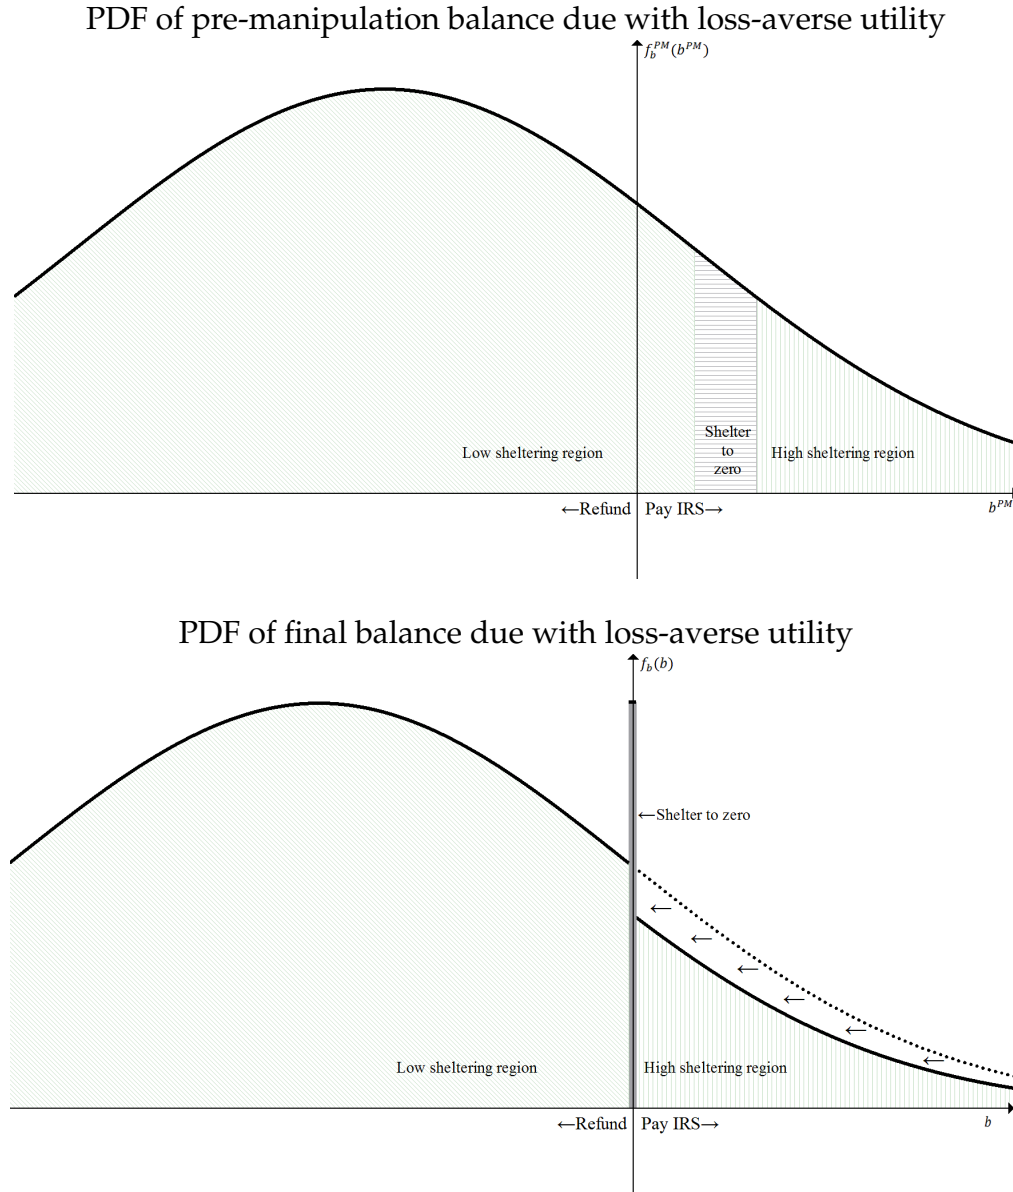 PDF of pre-manipulation balance due with loss-averse utility
f_b^{PM}(b^{PM})
Low sheltering region
Shelter
to
zero
High sheltering region
←Refund
Pay IRS→
b^{PM}
PDF of final balance due with loss-averse utility
f_b(b)
←Shelter to zero
Low sheltering region
High sheltering region
←Refund
Pay IRS→
b